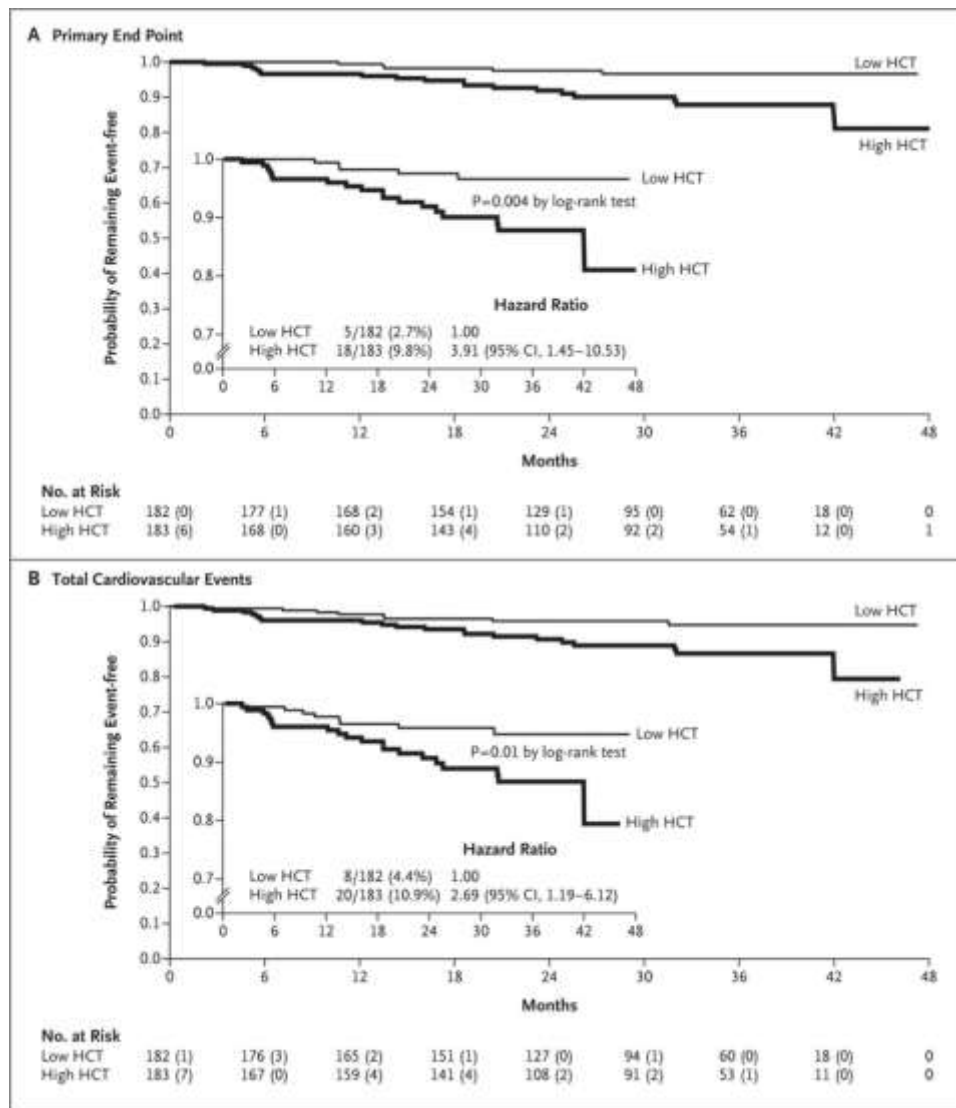 A Primary End Point
Probability of Remaining Event-free
1.0
0.9
0.8
0.7
0.6
0.5
0.4
0.3
0.2
0.1
0.0
Low HCT
High HCT
1.0
0.9
0.8
0.7
0.0
Low HCT
P=0.004 by log-rank test
High HCT
Hazard Ratio
Low HCT 5/182 (2.7%) 1.00
High HCT 18/183 (9.8%) 3.91 (95% CI, 1.45–10.53)
0 6 12 18 24 30 36 42 48
0 6 12 18 24 30 36 42 48
Months
No. at Risk
Low HCT 182 (0) 177 (1) 168 (2) 154 (1) 129 (1) 95 (0) 62 (0) 18 (0) 0
High HCT 183 (6) 168 (0) 160 (3) 143 (4) 110 (2) 92 (2) 54 (1) 12 (0) 1
B Total Cardiovascular Events
Probability of Remaining Event-free
1.0
0.9
0.8
0.7
0.6
0.5
0.4
0.3
0.2
0.1
0.0
Low HCT
High HCT
1.0
0.9
0.8
0.7
0.0
Low HCT
P=0.01 by log-rank test
High HCT
Hazard Ratio
Low HCT 8/182 (4.4%) 1.00
High HCT 20/183 (10.9%) 2.69 (95% CI, 1.19–6.12)
0 6 12 18 24 30 36 42 48
0 6 12 18 24 30 36 42 48
Months
No. at Risk
Low HCT 182 (1) 176 (3) 165 (2) 151 (1) 127 (0) 94 (1) 60 (0) 18 (0) 0
High HCT 183 (7) 167 (0) 159 (4) 141 (4) 108 (2) 91 (2) 53 (1) 11 (0) 0